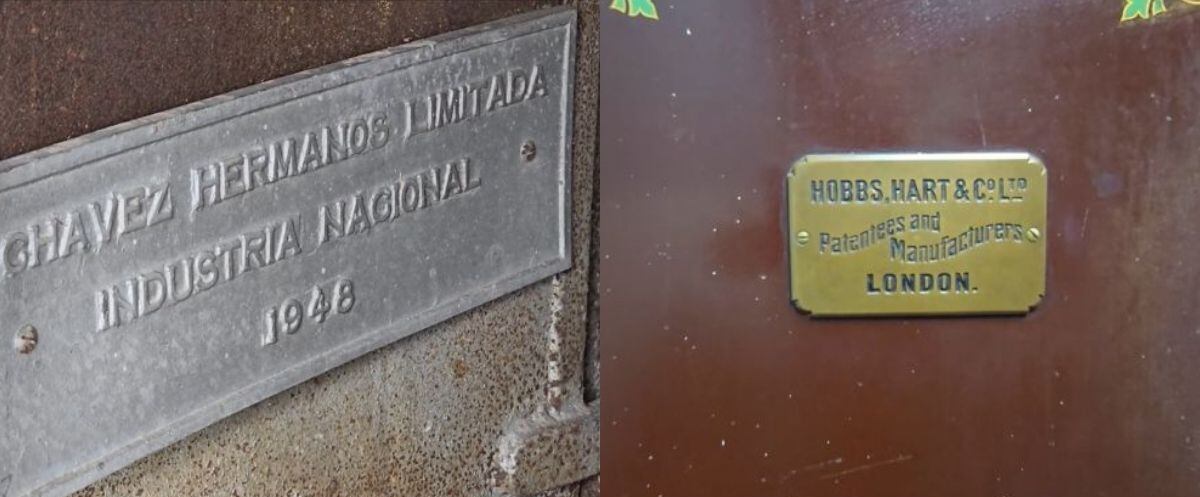 CHAVEZ HERMANOS LIMITADA
INDUSTRIA NACIONAL
1948
HOBBS, HART & Co. LTD
Patentees and
Manufacturers
LONDON.